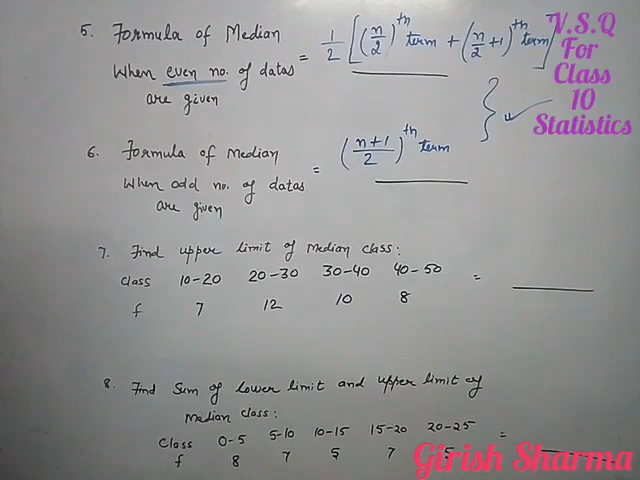 5. Formula of Median = 1/2 [(n/2)^th term + (n/2 + 1)^th term]
When even no. of datas
are given
6. Formula of Median = ((n+1)/2)^th term
When odd no. of datas
are given
7. Find upper limit of Median class:
Class 10-20 20-30 30-40 40-50 =
f 7 12 10 8
8. Find Sum of lower limit and upper limit of
Median class:
Class 0-5 5-10 10-15 15-20 20-25 =
f 8 7 5 7 5
V.S.Q
For
Class
10
Statistics
Girish Sharma